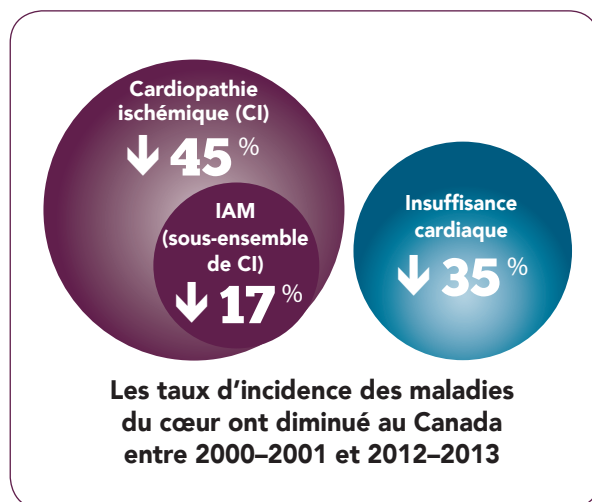 Cardiopathie
ischémique (CI)
↓ 45 %
IAM
(sous-ensemble
de CI)
↓ 17 %
Insuffisance
cardiaque
↓ 35 %
Les taux d’incidence des maladies
du cœur ont diminué au Canada
entre 2000–2001 et 2012–2013